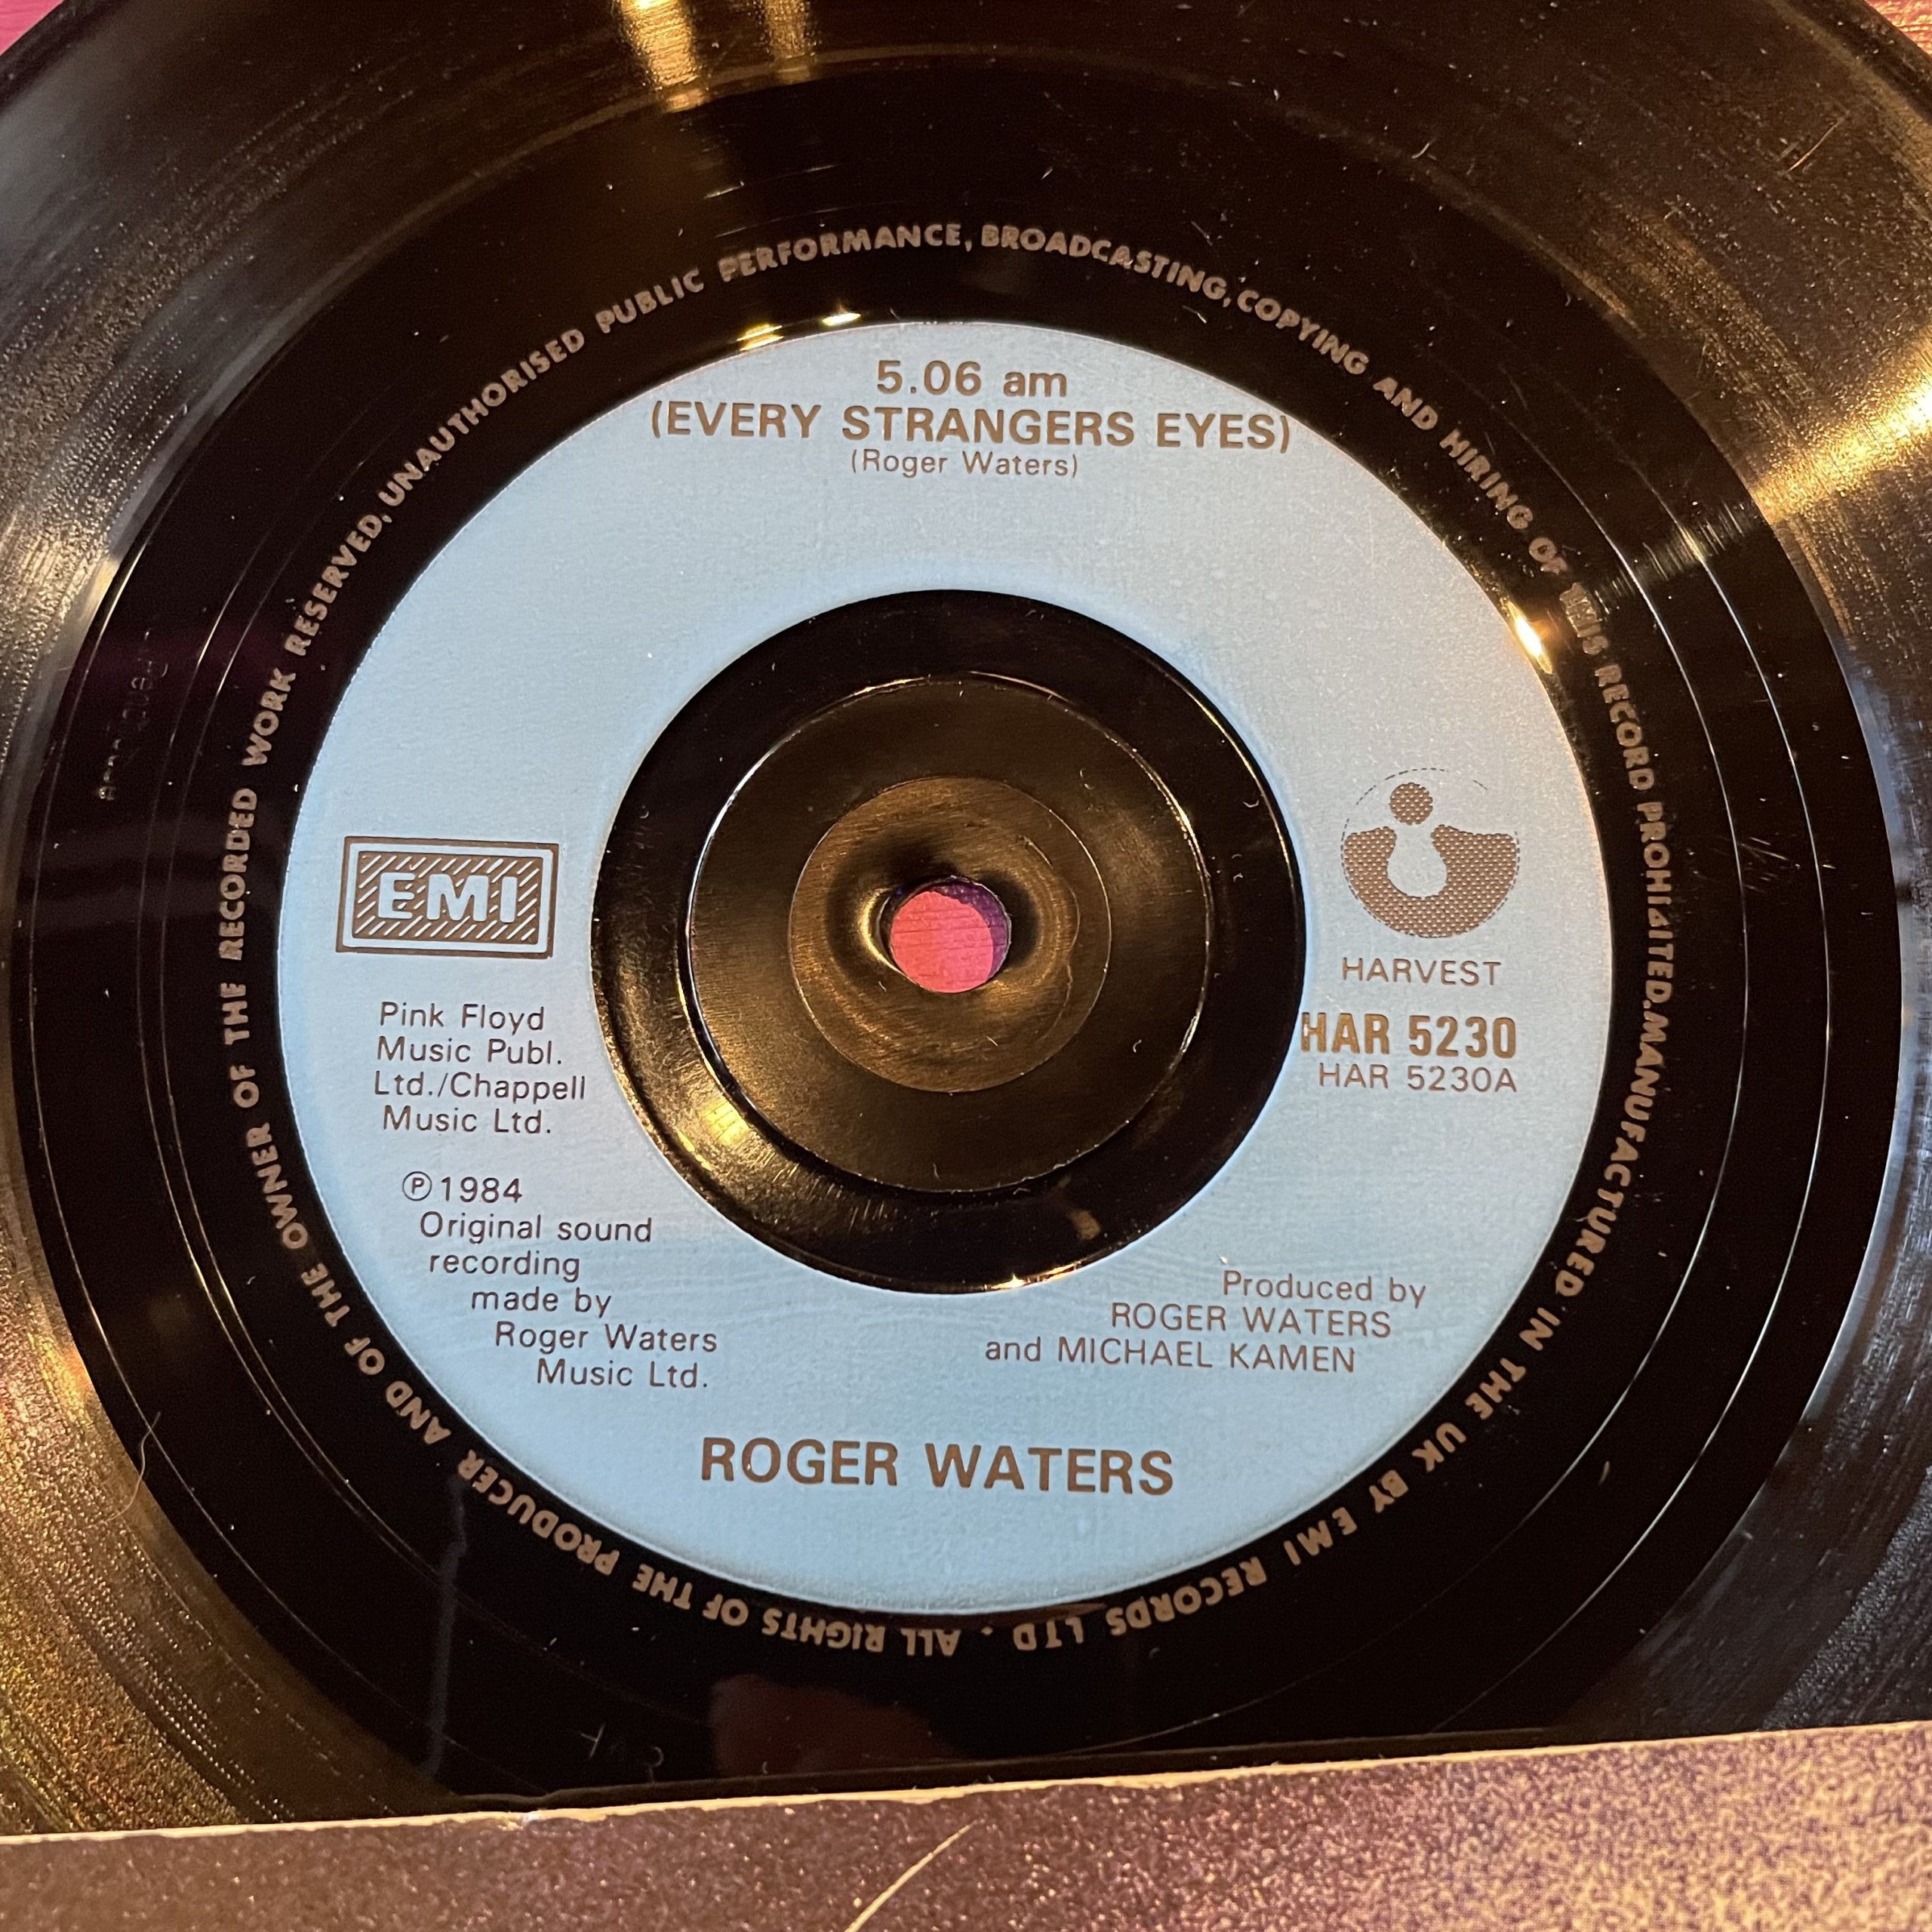 5.06 am
(EVERY STRANGERS EYES)
(Roger Waters)
EMI
Pink Floyd
Music Publ.
Ltd./Chappell
Music Ltd.
℗1984
Original sound
recording
made by
Roger Waters
Music Ltd.
HARVEST
HAR 5230
HAR 5230A
Produced by
ROGER WATERS
and MICHAEL KAMEN
ROGER WATERS
ALL RIGHTS OF THE PRODUCER AND OF THE OWNER OF THE RECORDED WORK RESERVED, UNAUTHORISED PUBLIC PERFORMANCE, BROADCASTING, COPYING AND HIRING OF THIS RECORD PROHIBITED. MANUFACTURED IN THE UK BY EMI RECORDS LTD •